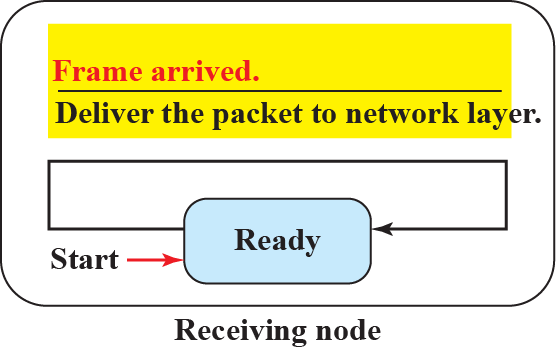 Frame arrived.
Deliver the packet to network layer.
Ready
Start
Receiving node